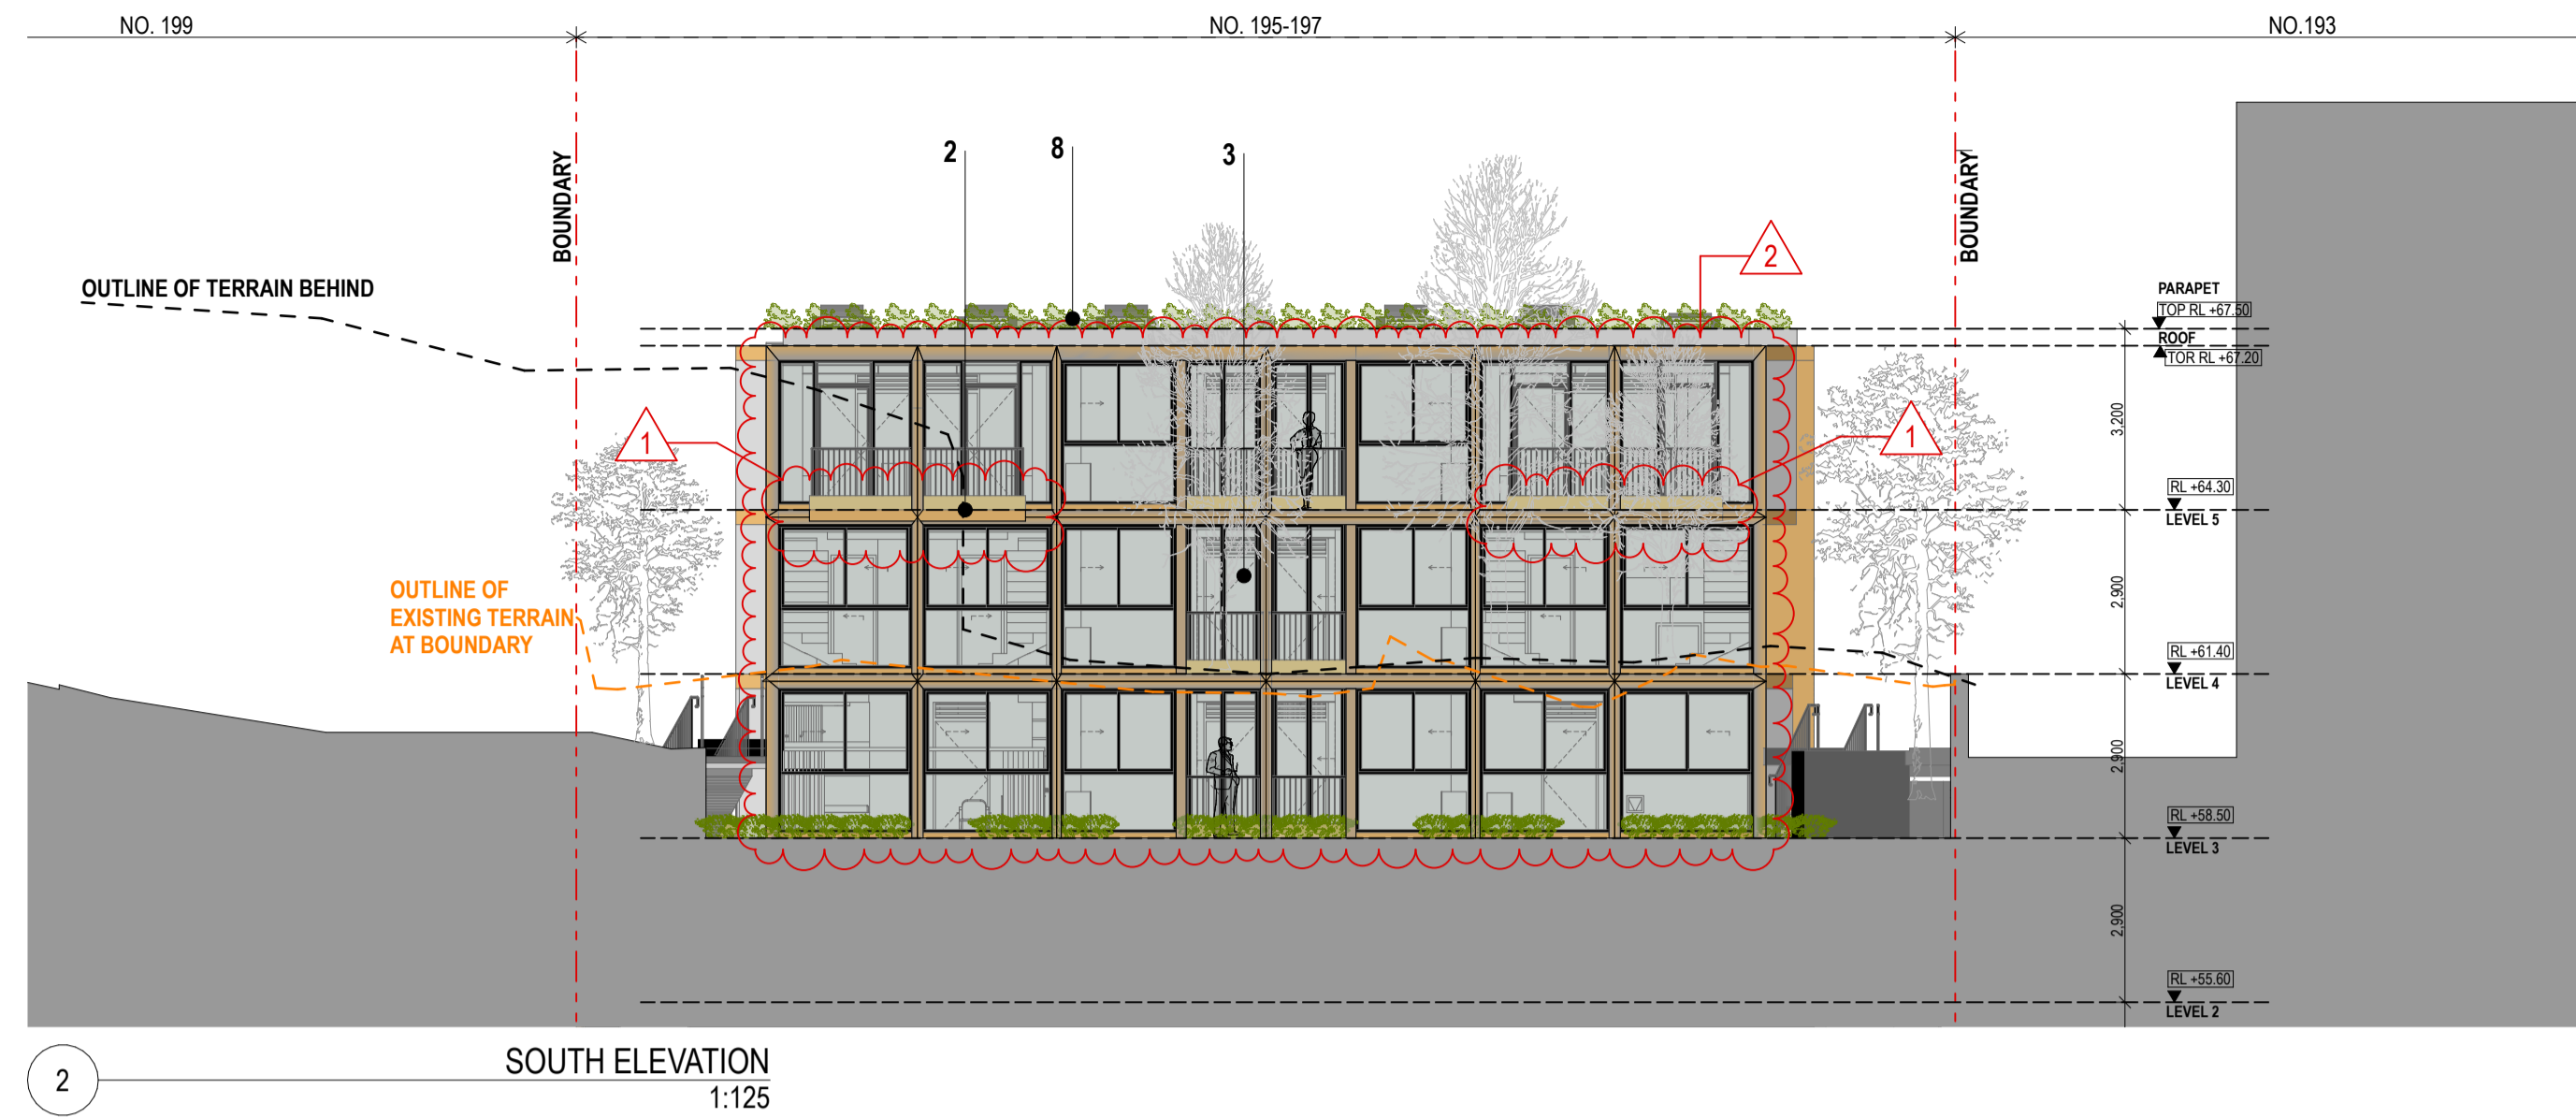 NO. 199
NO. 195-197
NO.193
BOUNDARY
BOUNDARY
2
8
3
2
OUTLINE OF TERRAIN BEHIND
PARAPET
TOP RL +67.50
ROOF
TOR RL +67.20
3,200
1
1
RL +64.30
LEVEL 5
OUTLINE OF
EXISTING TERRAIN
AT BOUNDARY
2,900
RL +61.40
LEVEL 4
2,900
RL +58.50
LEVEL 3
2,900
RL +55.60
LEVEL 2
2
SOUTH ELEVATION
1:125